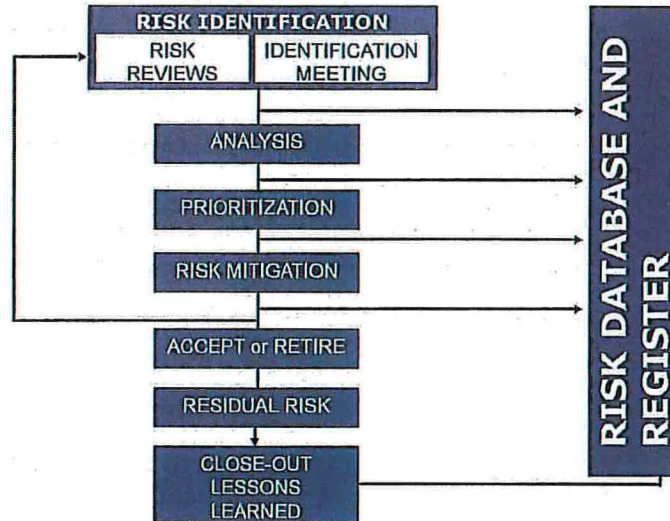 RISK IDENTIFICATION
RISK
REVIEWS
IDENTIFICATION
MEETING
ANALYSIS
PRIORITIZATION
RISK MITIGATION
ACCEPT or RETIRE
RESIDUAL RISK
CLOSE-OUT
LESSONS
LEARNED
RISK DATABASE AND
REGISTER